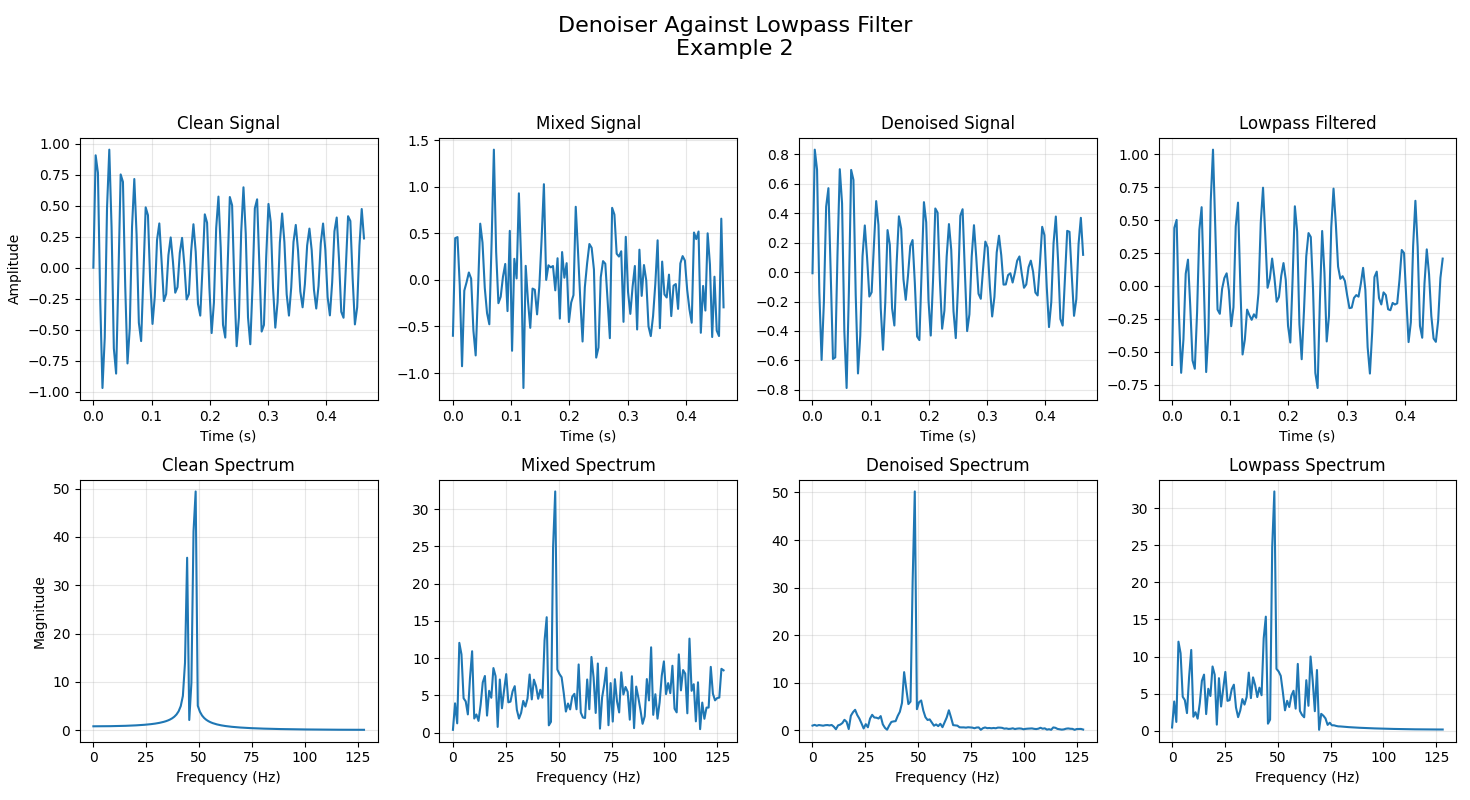 Denoiser Against Lowpass Filter
Example 2
Clean Signal
Mixed Signal
Denoised Signal
Lowpass Filtered
Amplitude
1.00
0.75
0.50
0.25
0.00
−0.25
−0.50
−0.75
−1.00
0.0 0.1 0.2 0.3 0.4
Time (s)
1.5
1.0
0.5
0.0
−0.5
−1.0
0.0 0.1 0.2 0.3 0.4
Time (s)
0.8
0.6
0.4
0.2
0.0
−0.2
−0.4
−0.6
−0.8
0.0 0.1 0.2 0.3 0.4
Time (s)
1.00
0.75
0.50
0.25
0.00
−0.25
−0.50
−0.75
0.0 0.1 0.2 0.3 0.4
Time (s)
Clean Spectrum
Mixed Spectrum
Denoised Spectrum
Lowpass Spectrum
Magnitude
50
40
30
20
10
0
0 25 50 75 100 125
Frequency (Hz)
30
25
20
15
10
5
0
0 25 50 75 100 125
Frequency (Hz)
50
40
30
20
10
0
0 25 50 75 100 125
Frequency (Hz)
30
25
20
15
10
5
0
0 25 50 75 100 125
Frequency (Hz)